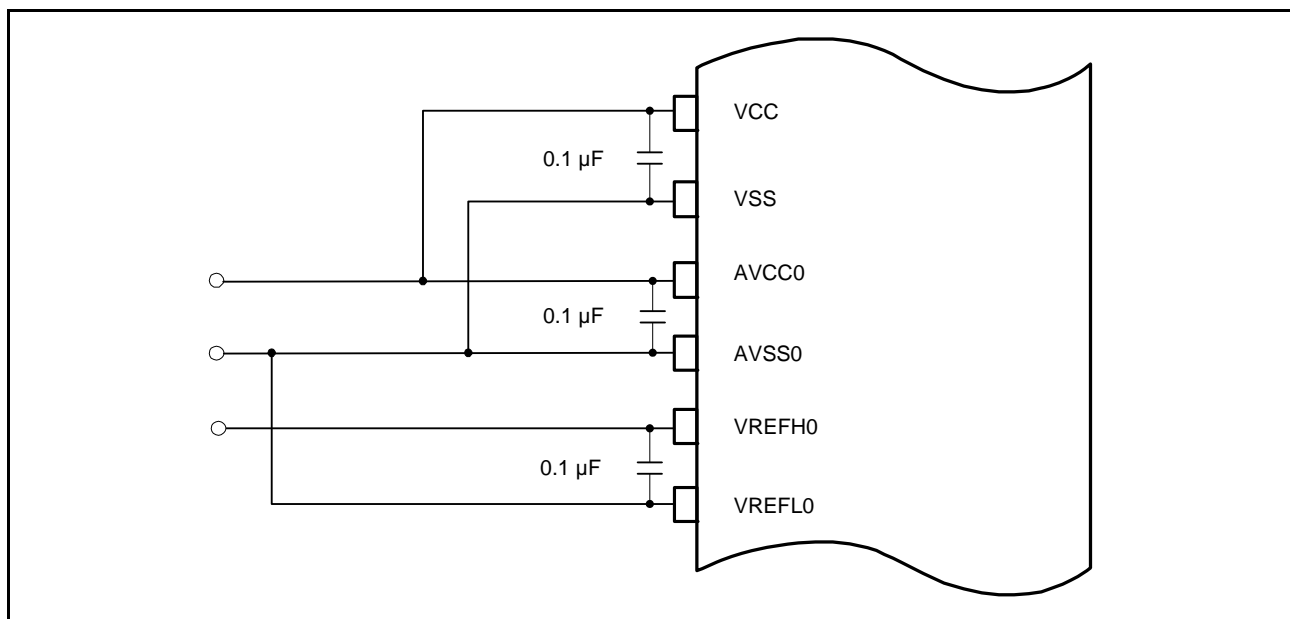 VCC
0.1 µF
VSS
AVCC0
0.1 µF
AVSS0
VREFH0
0.1 µF
VREFL0